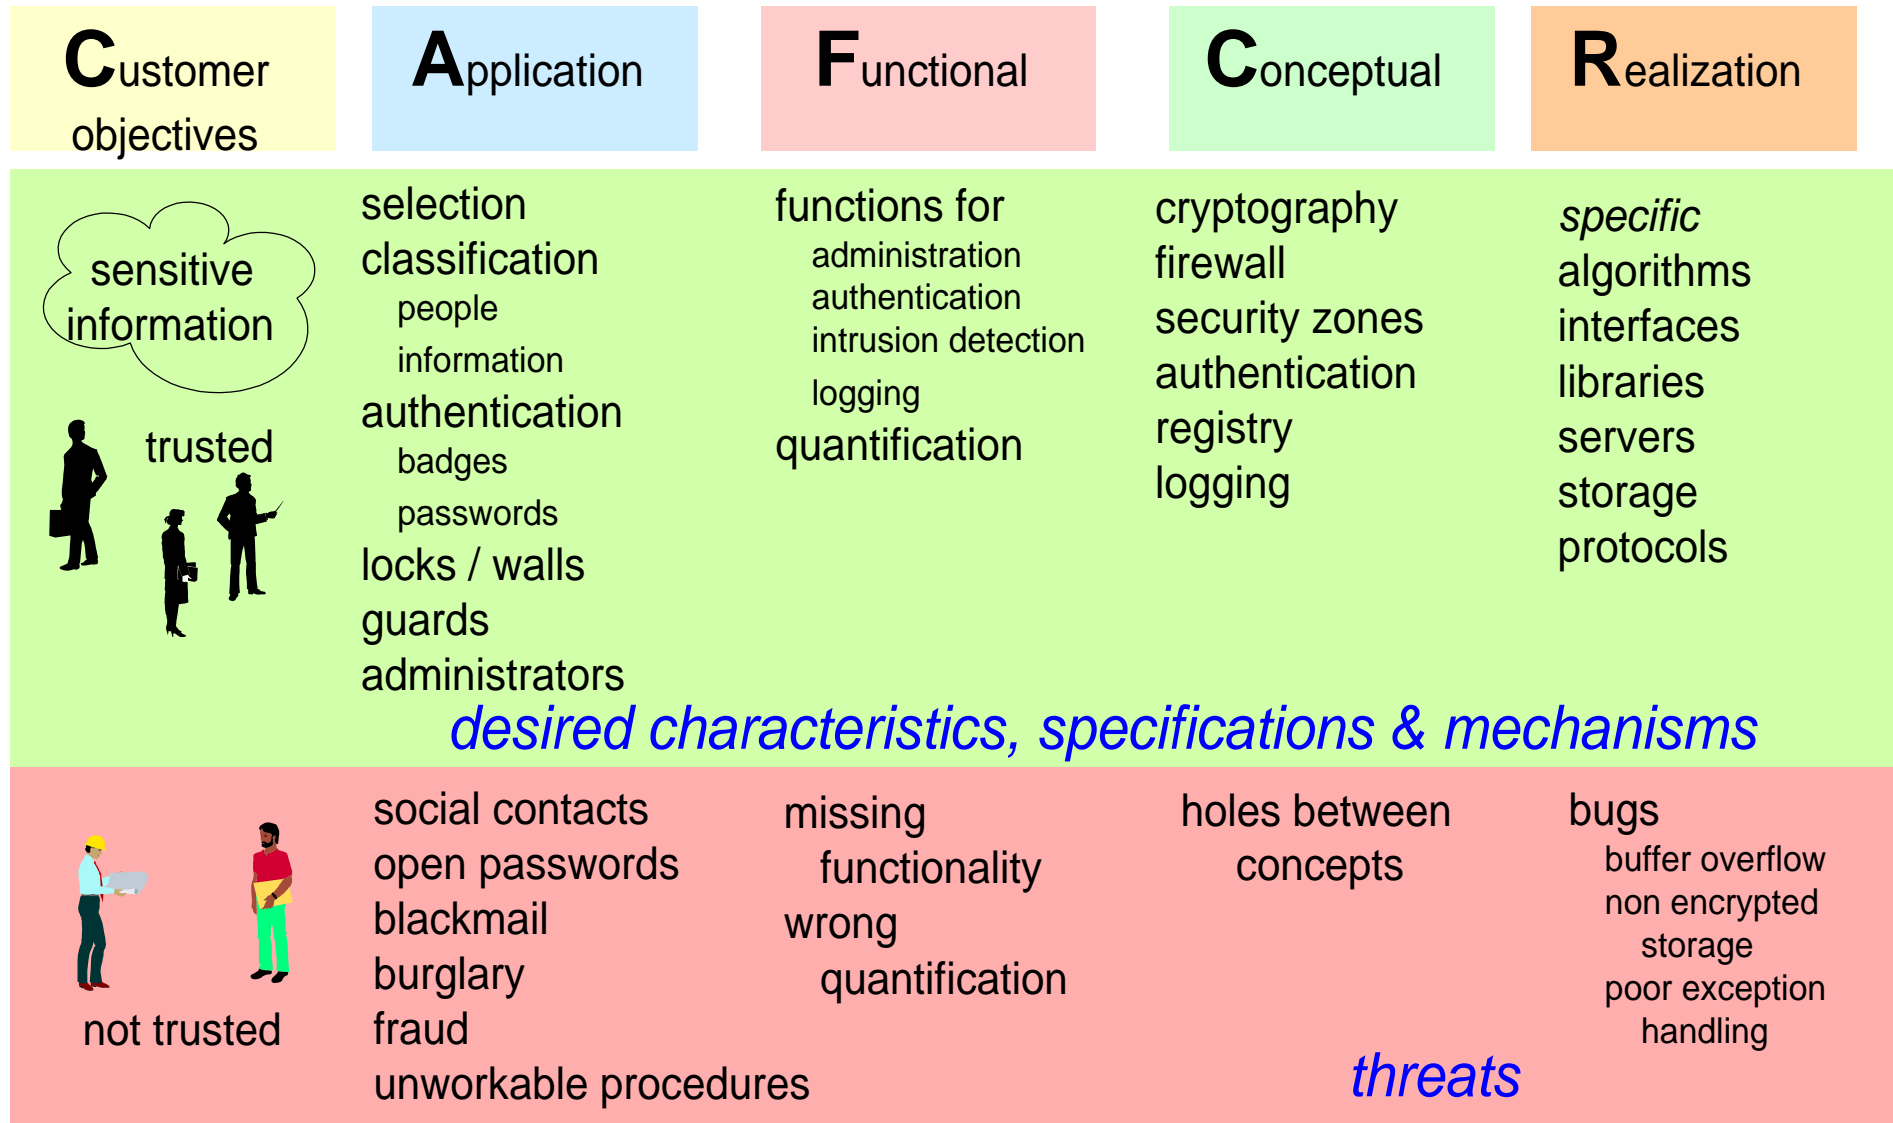 Customer
objectives
Application
Functional
Conceptual
Realization
sensitive
information
trusted
selection
classification
people
information
authentication
badges
passwords
locks / walls
guards
administrators
functions for
administration
authentication
intrusion detection
logging
quantification
cryptography
firewall
security zones
authentication
registry
logging
specific
algorithms
interfaces
libraries
servers
storage
protocols
desired characteristics, specifications & mechanisms
not trusted
social contacts
open passwords
blackmail
burglary
fraud
unworkable procedures
missing
functionality
wrong
quantification
holes between
concepts
bugs
buffer overflow
non encrypted
storage
poor exception
handling
threats